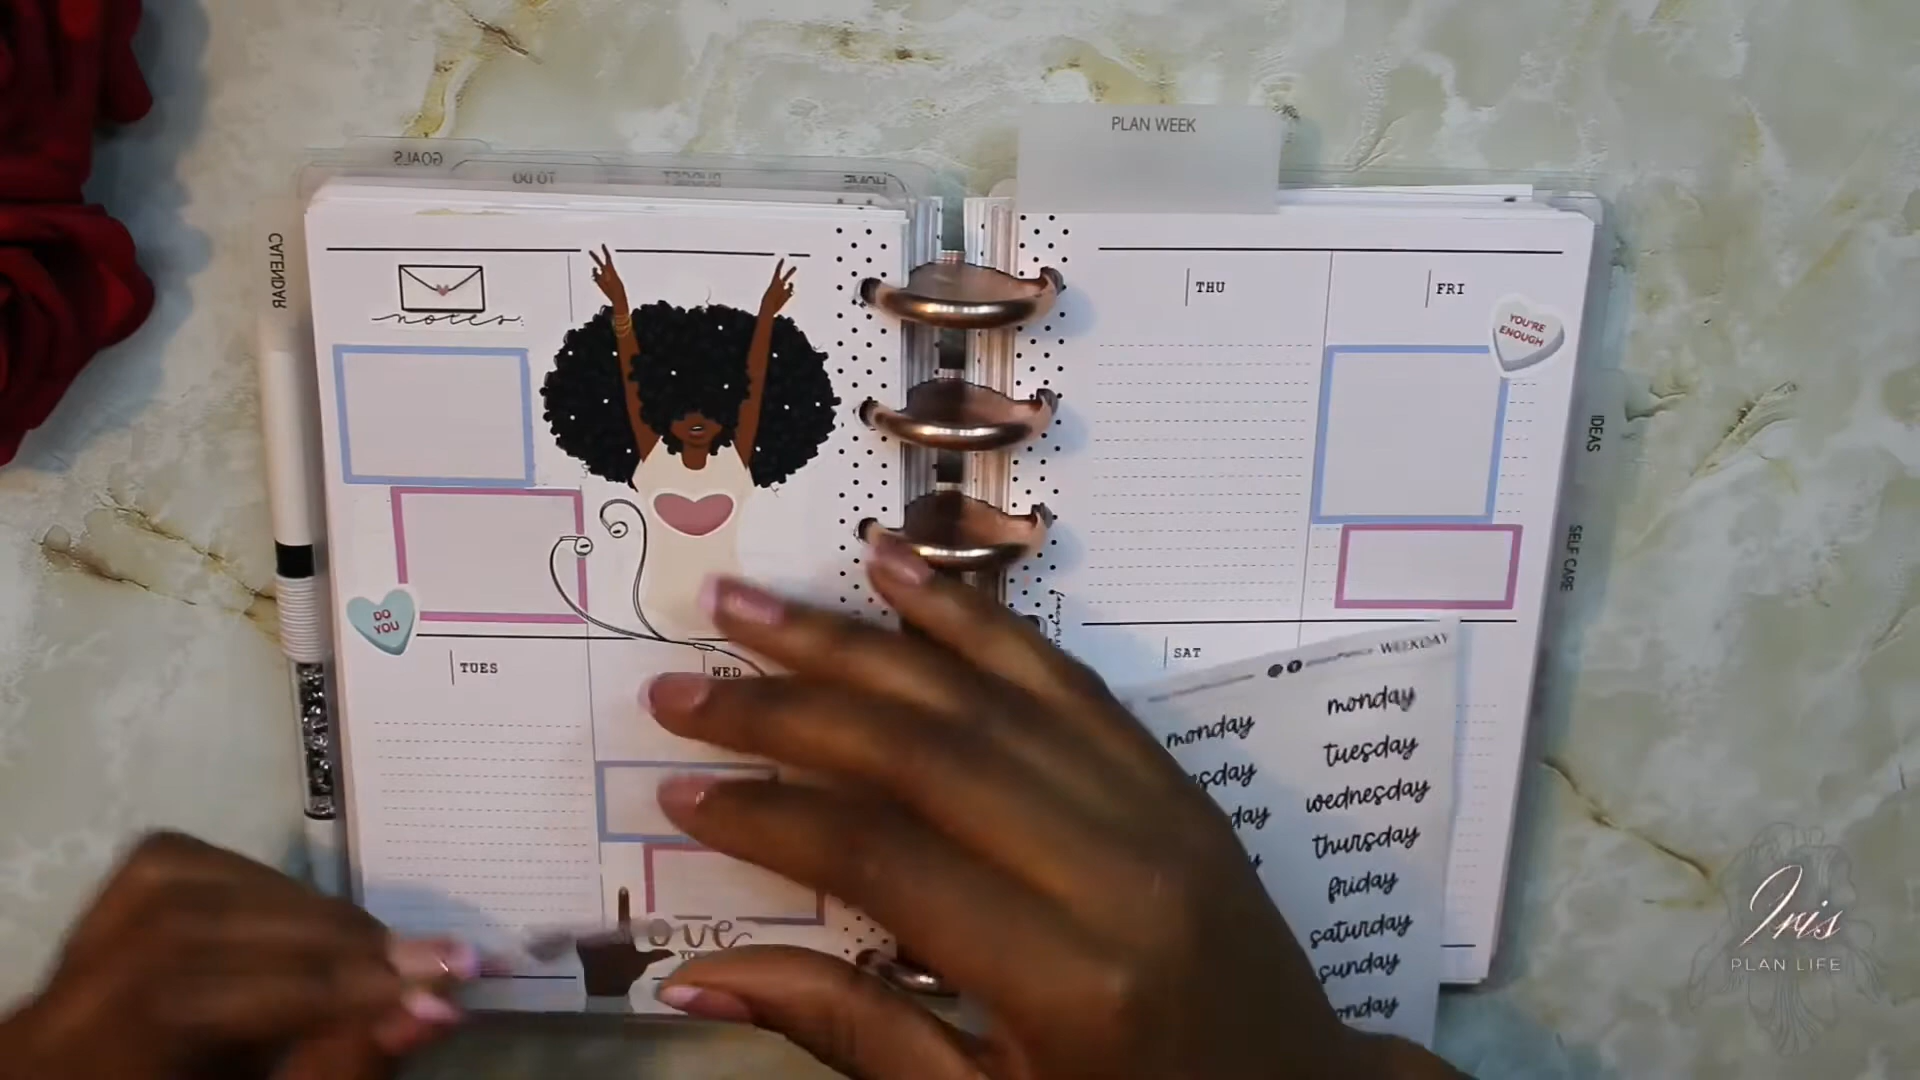 PLAN WEEK
GOALS
TO DO
BUDGET
HOME
CALENDAR
notes:
THU
FRI
YOU'RE
ENOUGH
IDEAS
SELF CARE
DO
YOU
TUES
WED
SAT
WEEKDAY
monday
monday
tuesday
wednesday
thursday
friday
saturday
sunday
love
Iris
PLAN LIFE